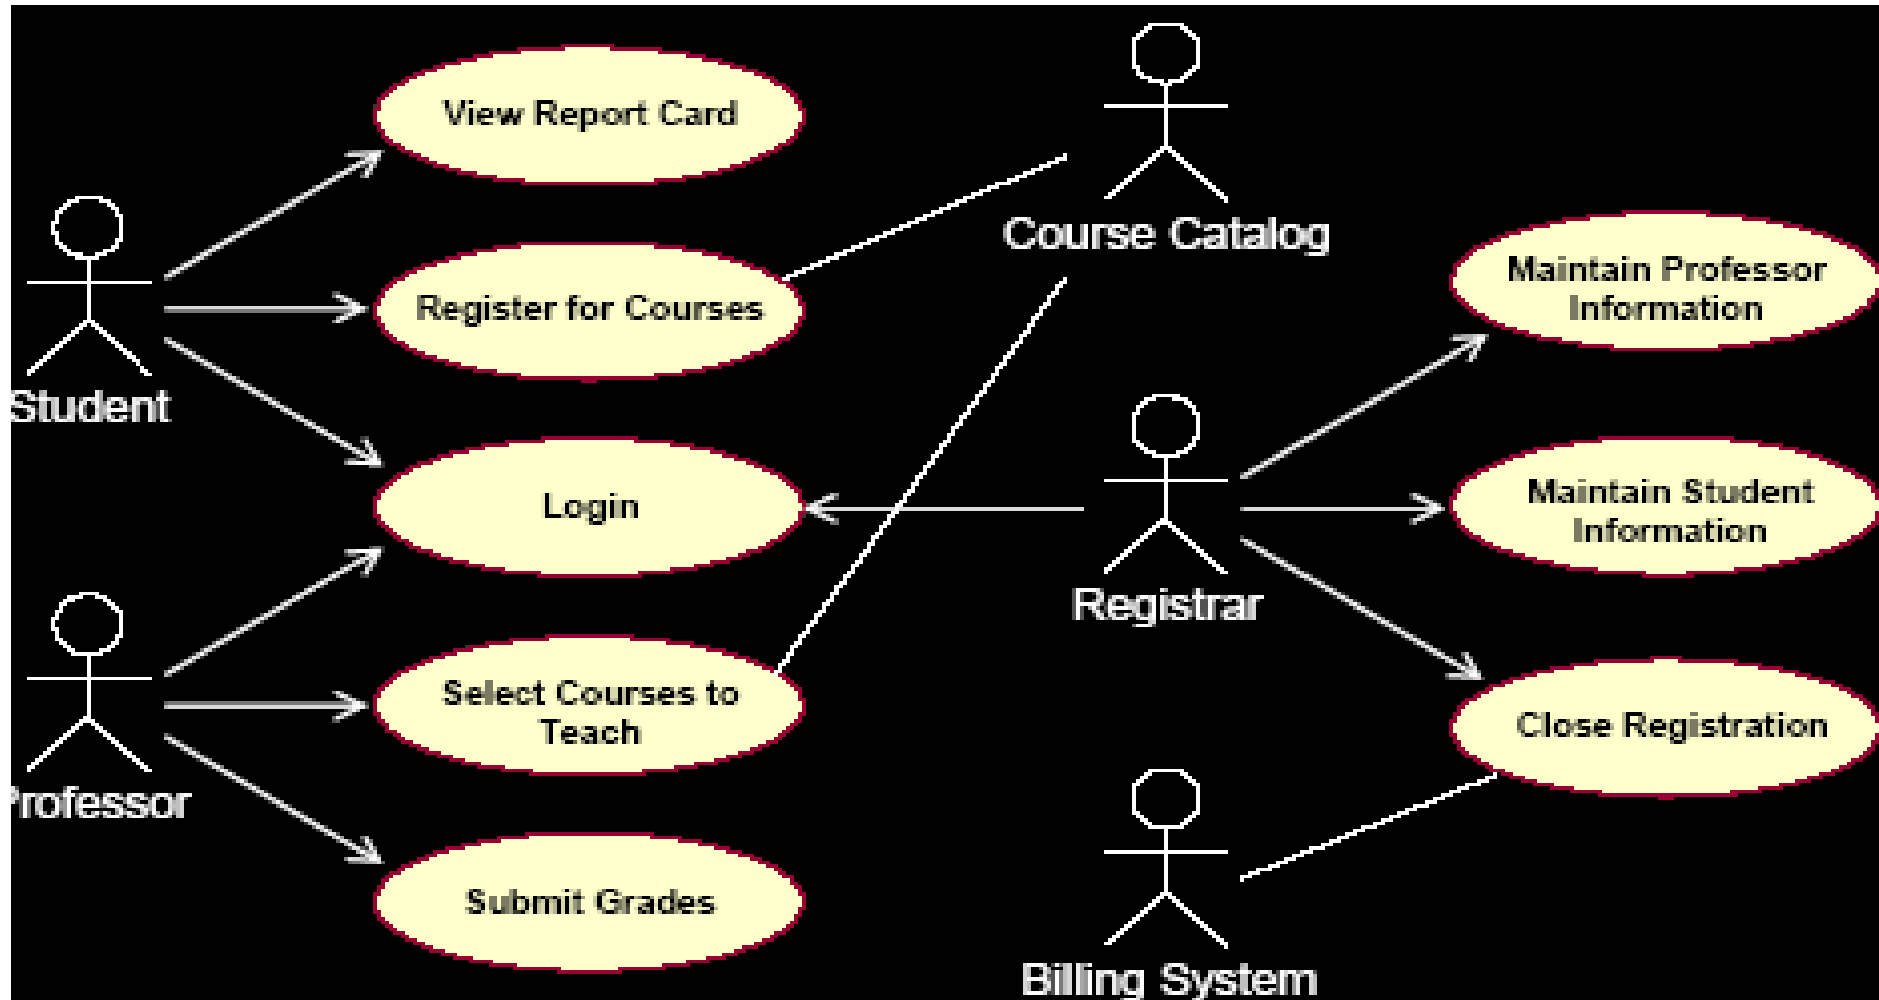 View Report Card
Course Catalog
Maintain Professor
Information
Register for Courses
Student
Login
Maintain Student
Information
Registrar
Select Courses to
Teach
Close Registration
Professor
Submit Grades
Billing System